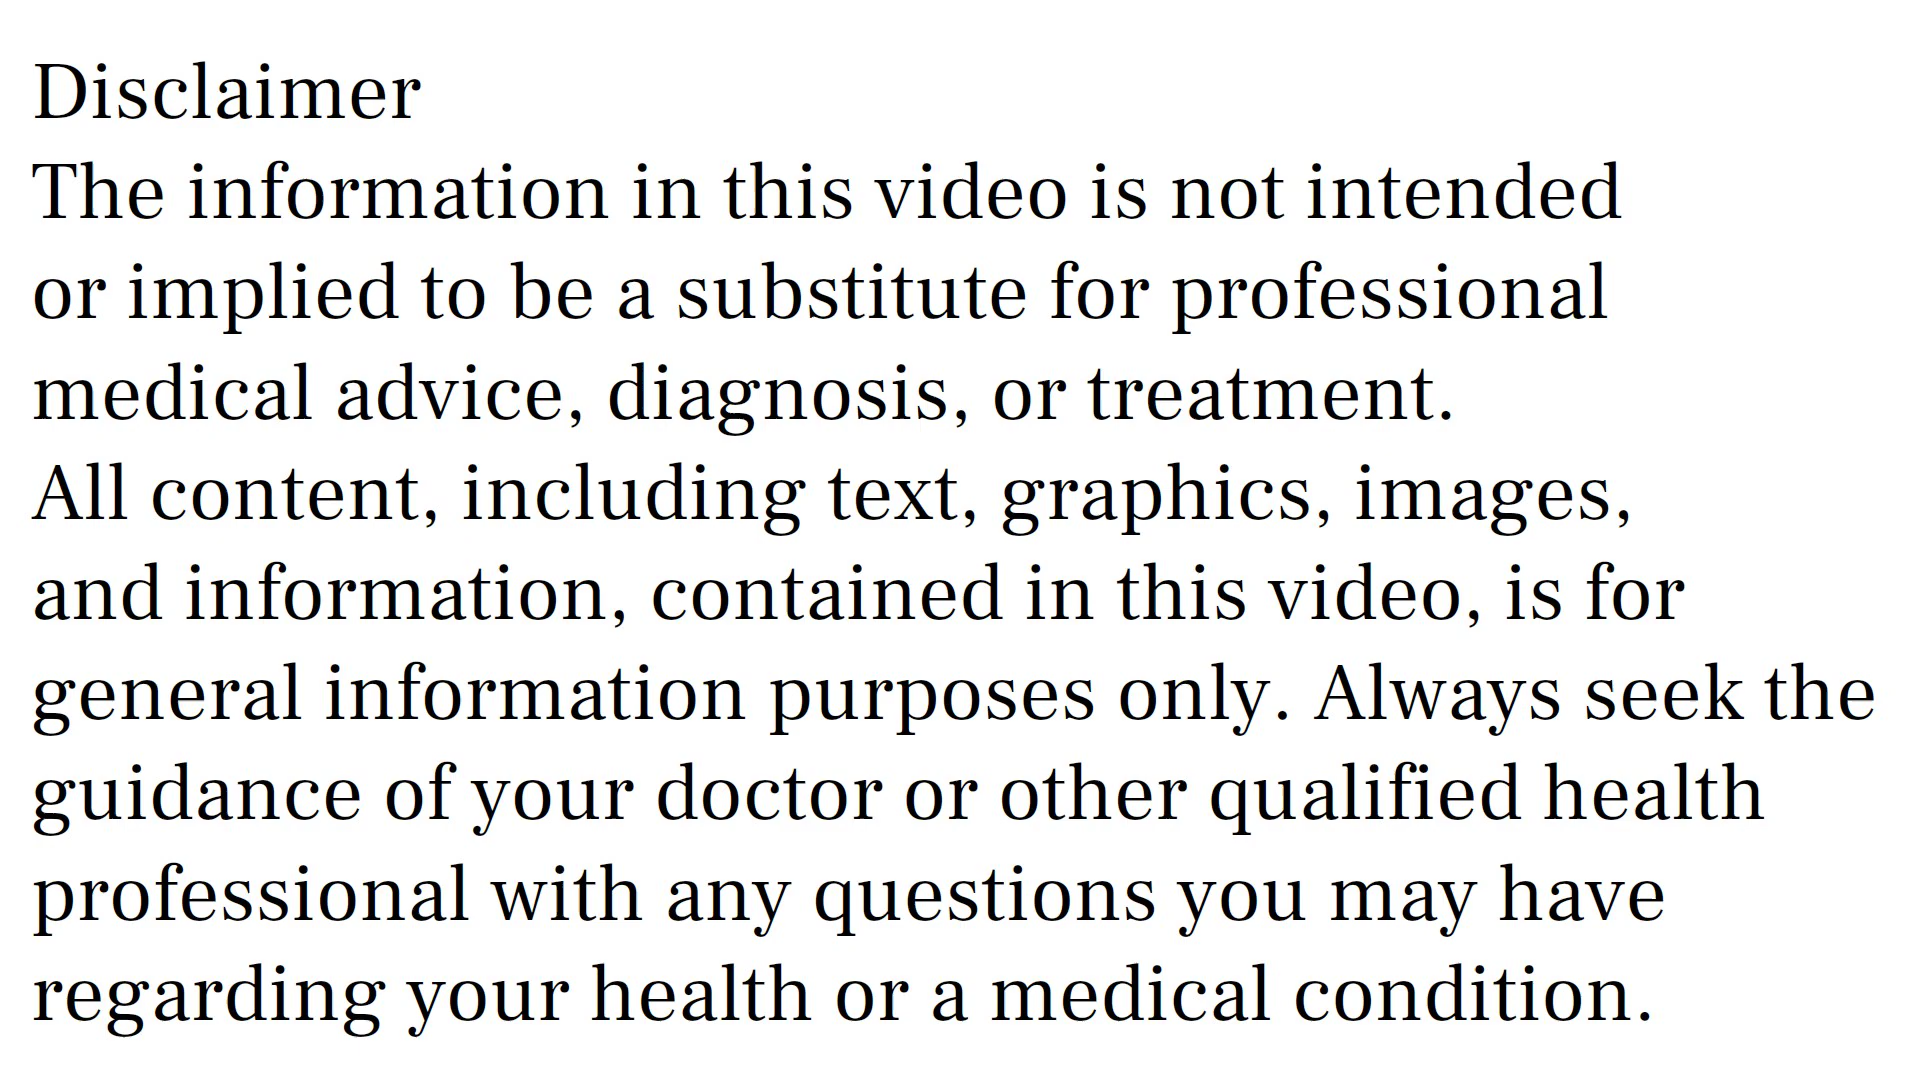 Disclaimer
The information in this video is not intended
or implied to be a substitute for professional
medical advice, diagnosis, or treatment.
All content, including text, graphics, images,
and information, contained in this video, is for
general information purposes only. Always seek the
guidance of your doctor or other qualified health
professional with any questions you may have
regarding your health or a medical condition.